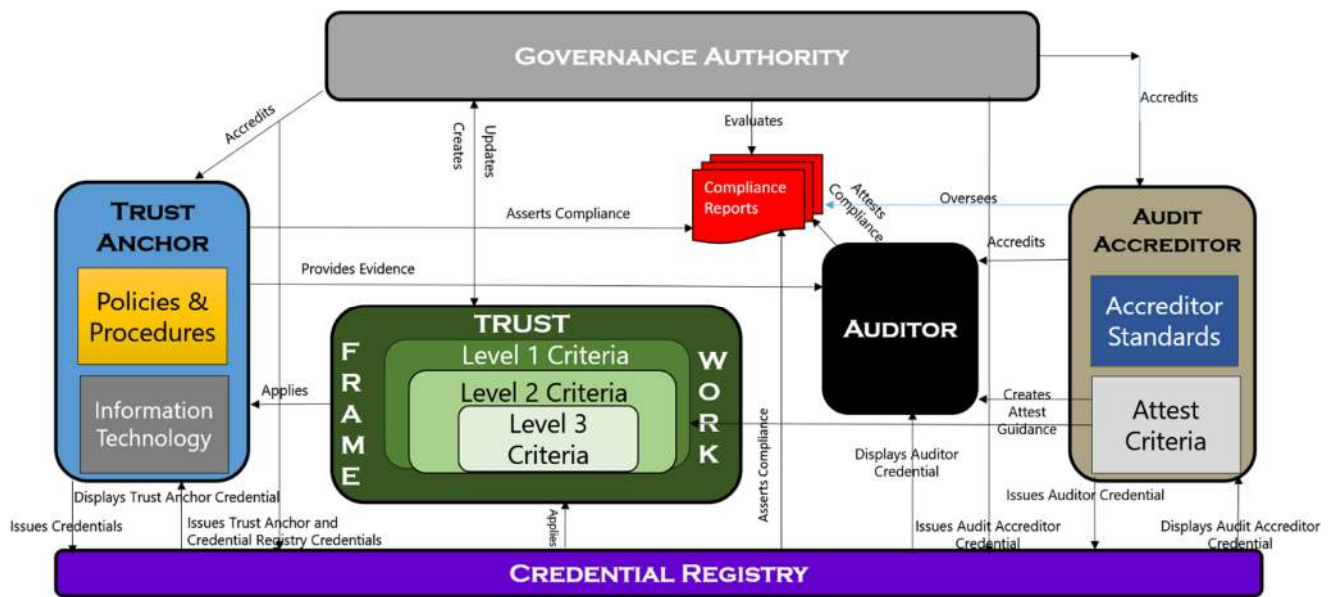 GOVERNANCE AUTHORITY
Accredits
Creates
Updates
Evaluates
Accredits
TRUST
ANCHOR
Policies &
Procedures
Information
Technology
Asserts Compliance
Provides Evidence
Compliance
Reports
Attests
Compliance
Oversees
Accredits
AUDITOR
AUDIT
ACCREDITOR
Accreditor
Standards
Attest
Criteria
TRUST
FRAME
WORK
Level 1 Criteria
Level 2 Criteria
Level 3
Criteria
Applies
Creates
Attest
Guidance
Asserts Compliance
Displays Auditor
Credential
Displays Trust Anchor Credential
Issues Credentials
Issues Trust Anchor and
Credential Registry Credentials
Applies
Issues Auditor Credential
Issues Audit Accreditor
Credential
Displays Audit Accreditor
Credential
CREDENTIAL REGISTRY